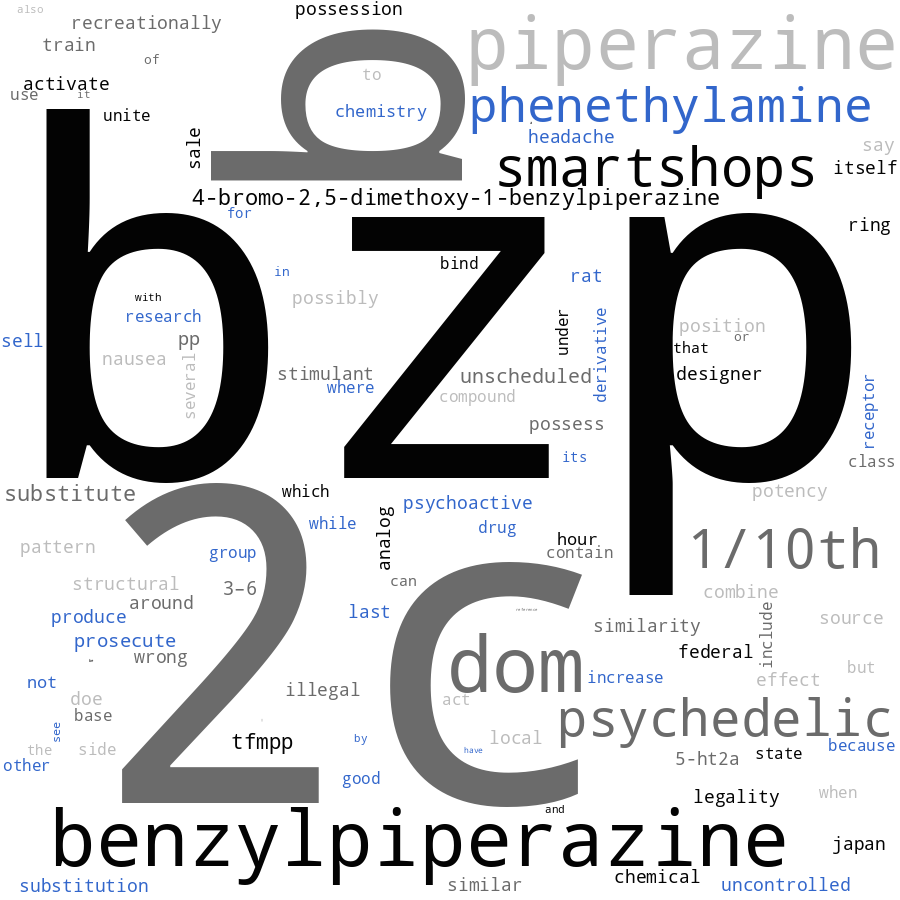 also
possession
recreationally
piperazine
train
of
to
activate
use
it
phenethylamine
chemistry
unite
headache
sale
b
smartshops
say
itself
4-bromo-2,5-dimethoxy-1-benzylpiperazine
for
ring
bzp
bind
in
rat
possibly
with
research
under
derivative
position
or
sell
pp
that
nausea
several
stimulant
where
unscheduled
designer
compound
receptor
possess
its
class
substitute
which
psychoactive
potency
2c
while
drug
analog
1/10th
pattern
group
hour
contain
structural
3-6
can
combine
around
produce
last
reference
include
source
similarity
prosecute
wrong
dom
federal
-
not
illegal
increase
effect
but
doe
base
act
psychedelic
see
the
side
tfmpp
by
local
have
5-ht2a
state
because
other
good
legality
when
and
benzylpiperazine
japan
substitution
similar
chemical
uncontrolled